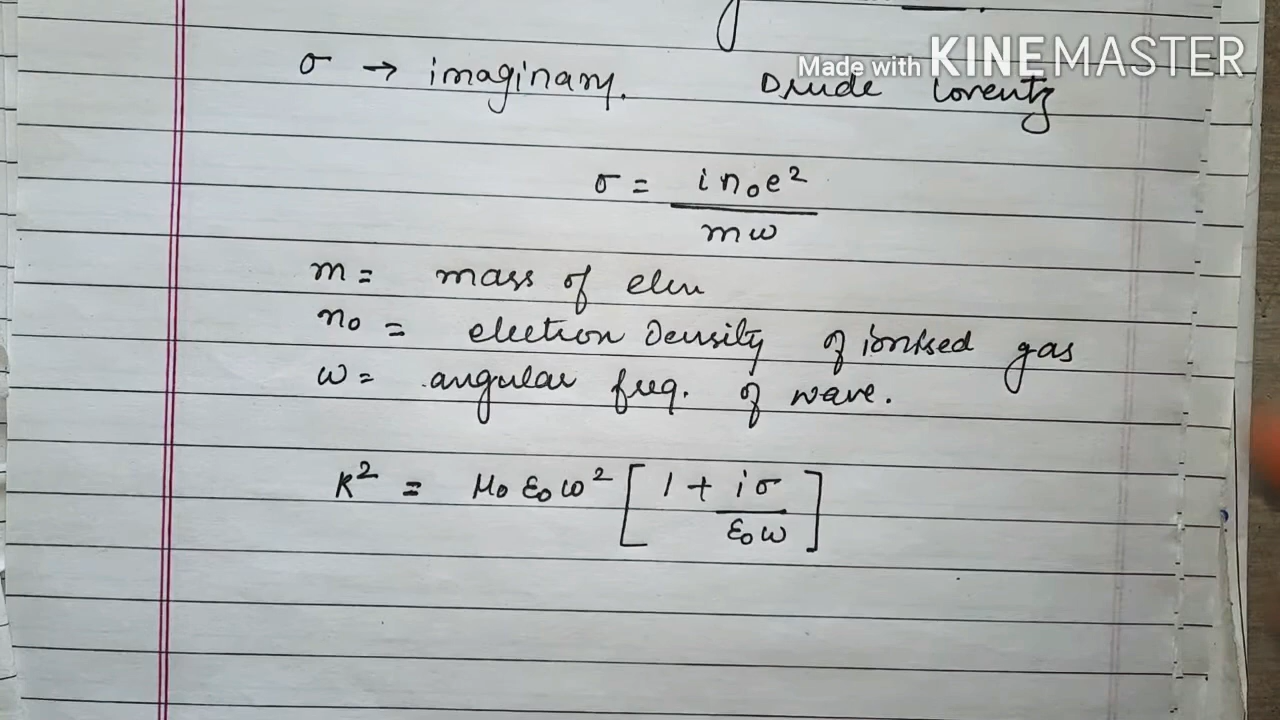 Made with KINEMASTER
σ → imaginary. Drude Lorentz
σ = i n₀e² / mω
m = mass of elen
n₀ = electron Density of ionised gas
ω = angular freq. of wave.
K² = μ₀ ε₀ ω² [ 1 + iσ / ε₀ω ]